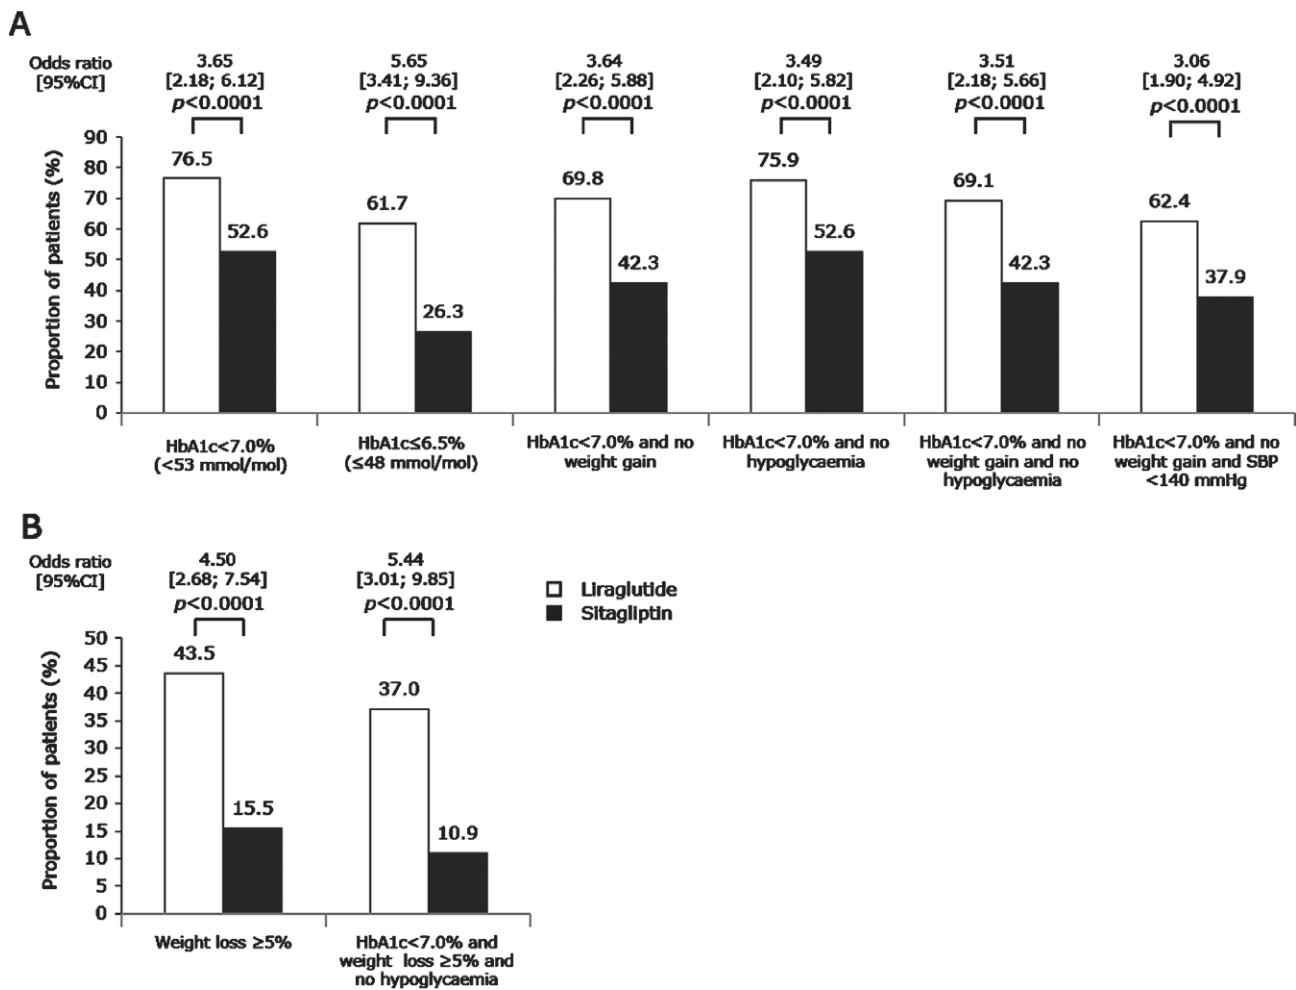 A
Odds ratio
[95%CI]
3.65
[2.18; 6.12]
p<0.0001
5.65
[3.41; 9.36]
p<0.0001
3.64
[2.26; 5.88]
p<0.0001
3.49
[2.10; 5.82]
p<0.0001
3.51
[2.18; 5.66]
p<0.0001
3.06
[1.90; 4.92]
p<0.0001
Proportion of patients (%)
90
80
70
60
50
40
30
20
10
0
76.5
52.6
61.7
26.3
69.8
42.3
75.9
52.6
69.1
42.3
62.4
37.9
HbA1c<7.0%
(<53 mmol/mol)
HbA1c≤6.5%
(≤48 mmol/mol)
HbA1c<7.0% and no
weight gain
HbA1c<7.0% and no
hypoglycaemia
HbA1c<7.0% and no
weight gain and no
hypoglycaemia
HbA1c<7.0% and no
weight gain and SBP
<140 mmHg
B
Odds ratio
[95%CI]
4.50
[2.68; 7.54]
p<0.0001
5.44
[3.01; 9.85]
p<0.0001
Liraglutide
Sitagliptin
Proportion of patients (%)
50
45
40
35
30
25
20
15
10
5
0
43.5
15.5
37.0
10.9
Weight loss ≥5%
HbA1c<7.0% and
weight loss ≥5% and
no hypoglycaemia